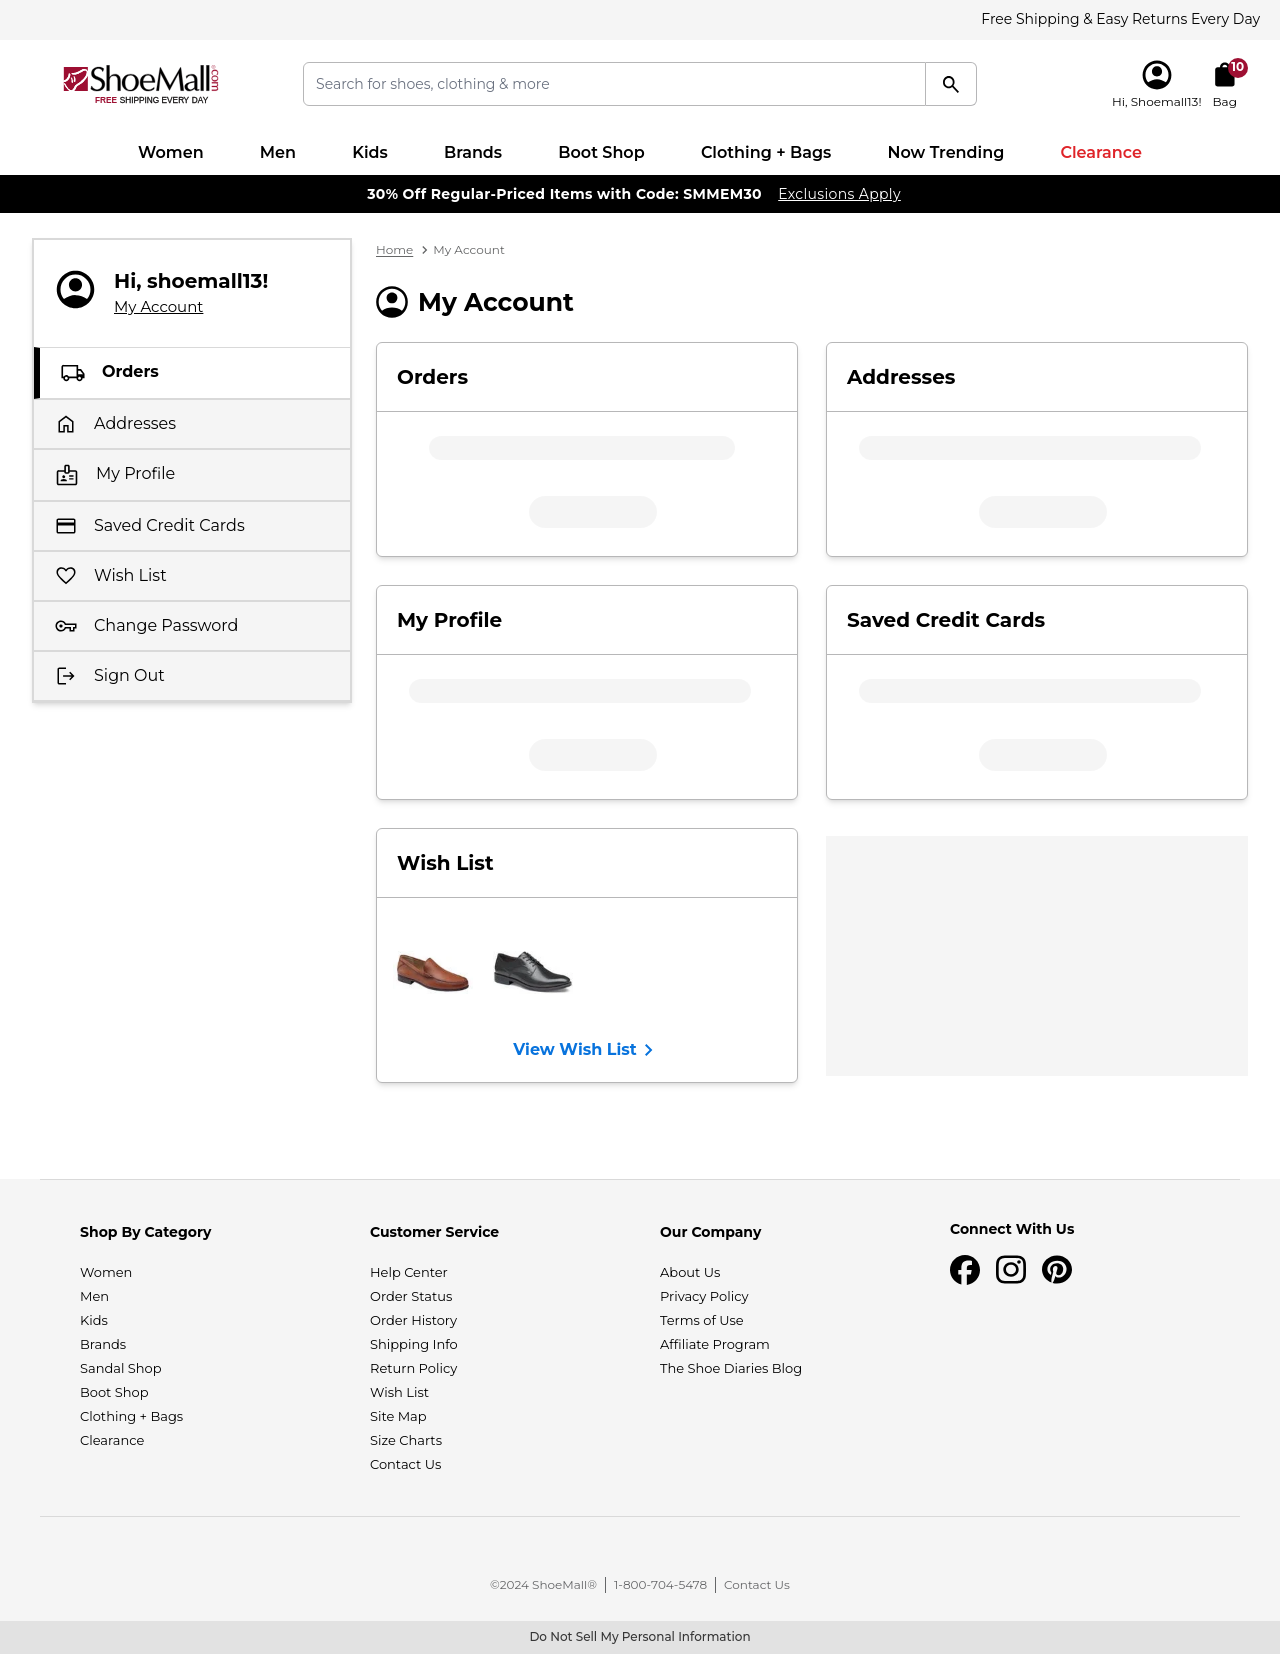 Free Shipping & Easy Returns Every Day
ShoeMall.com
FREE SHIPPING EVERY DAY
Search for shoes, clothing & more
10
Hi, Shoemall13!
Bag
Women
Men
Kids
Brands
Boot Shop
Clothing + Bags
Now Trending
Clearance
30% Off Regular-Priced Items with Code: SMMEM30 Exclusions Apply
Hi, shoemall13!
My Account
Orders
Addresses
My Profile
Saved Credit Cards
Wish List
Change Password
Sign Out
Home > My Account
My Account
Orders
Addresses
My Profile
Saved Credit Cards
Wish List
View Wish List
Shop By Category
Women
Men
Kids
Brands
Sandal Shop
Boot Shop
Clothing + Bags
Clearance
Customer Service
Help Center
Order Status
Order History
Shipping Info
Return Policy
Wish List
Site Map
Size Charts
Contact Us
Our Company
About Us
Privacy Policy
Terms of Use
Affiliate Program
The Shoe Diaries Blog
Connect With Us
©2024 ShoeMall® | 1-800-704-5478 | Contact Us
Do Not Sell My Personal Information